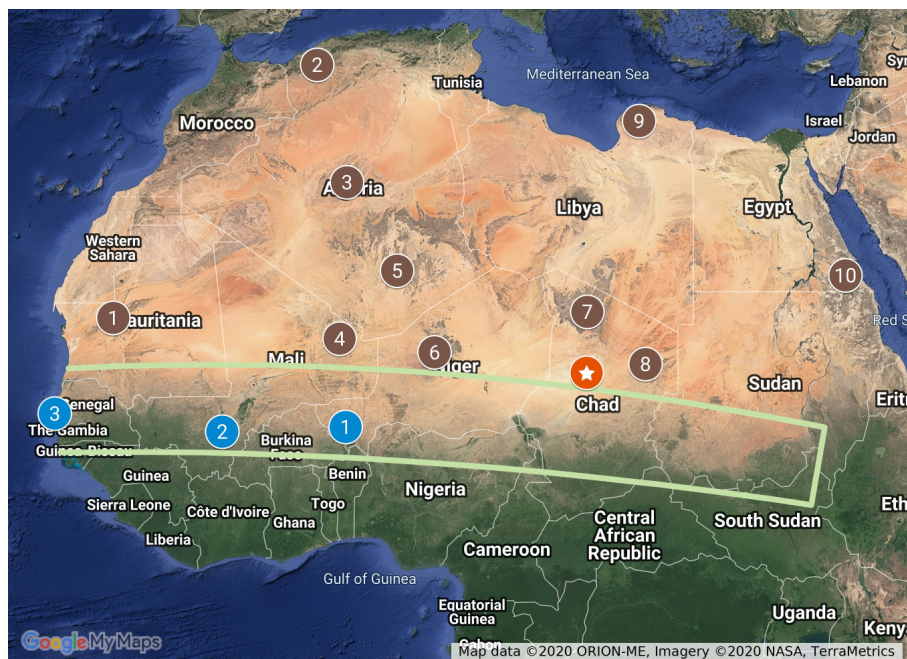 2
Mediterranean Sea
Syr
Tunisia
Lebanon
Morocco
9
Israel
Jordan
3
Algeria
Libya
Egypt
Western
Sahara
5
10
1
Mauritania
7
Red S
4
6
Mali
Niger
8
Sudan
Chad
Eritr
3
Senegal
The Gambia
2
1
Burkina
Faso
Guinea-Bissau
Guinea
Benin
Nigeria
Sierra Leone
Côte d'Ivoire
Togo
Ghana
Eth
South Sudan
Central
African
Republic
Liberia
Cameroon
Gulf of Guinea
Equatorial
Guinea
Uganda
Keny
Gabon
Google My Maps
Map data ©2020 ORION-ME, Imagery ©2020 NASA, TerraMetrics